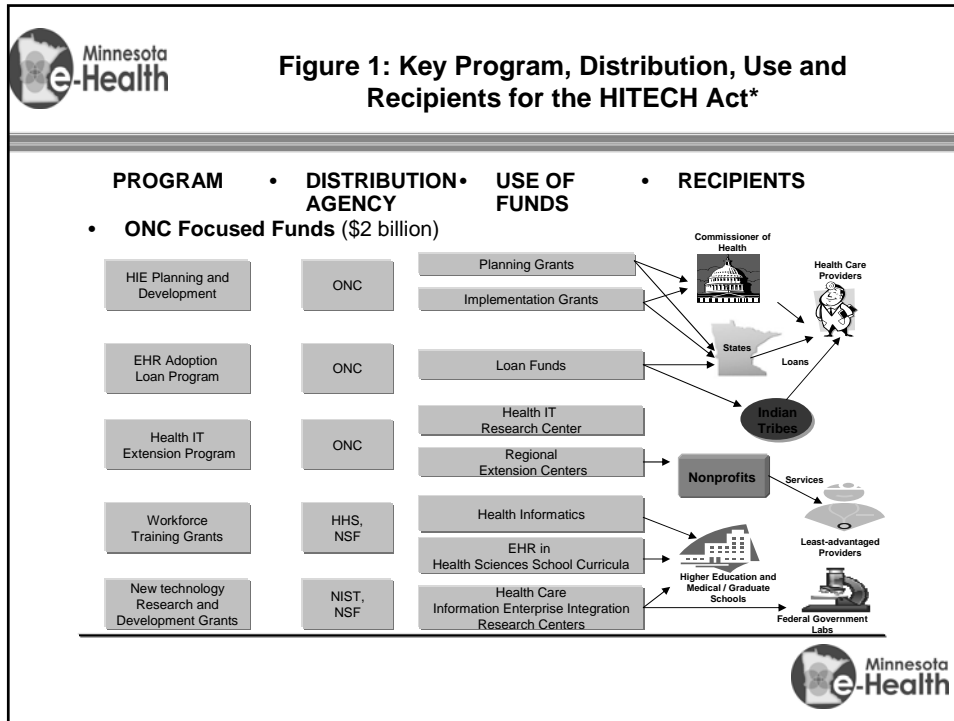 Minnesota
e-Health
Figure 1: Key Program, Distribution, Use and
Recipients for the HITECH Act*
PROGRAM • DISTRIBUTION • USE OF • RECIPIENTS
AGENCY FUNDS
• ONC Focused Funds ($2 billion)
HIE Planning and
Development
ONC
Planning Grants
Implementation Grants
Commissioner of
Health
Health Care
Providers
EHR Adoption
Loan Program
ONC
Loan Funds
States
Loans
Indian
Tribes
Health IT
Extension Program
ONC
Health IT
Research Center
Regional
Extension Centers
Nonprofits
Services
Least-advantaged
Providers
Workforce
Training Grants
HHS,
NSF
Health Informatics
EHR in
Health Sciences School Curricula
Higher Education and
Medical / Graduate
Schools
New technology
Research and
Development Grants
NIST,
NSF
Health Care
Information Enterprise Integration
Research Centers
Federal Government
Labs
Minnesota
e-Health